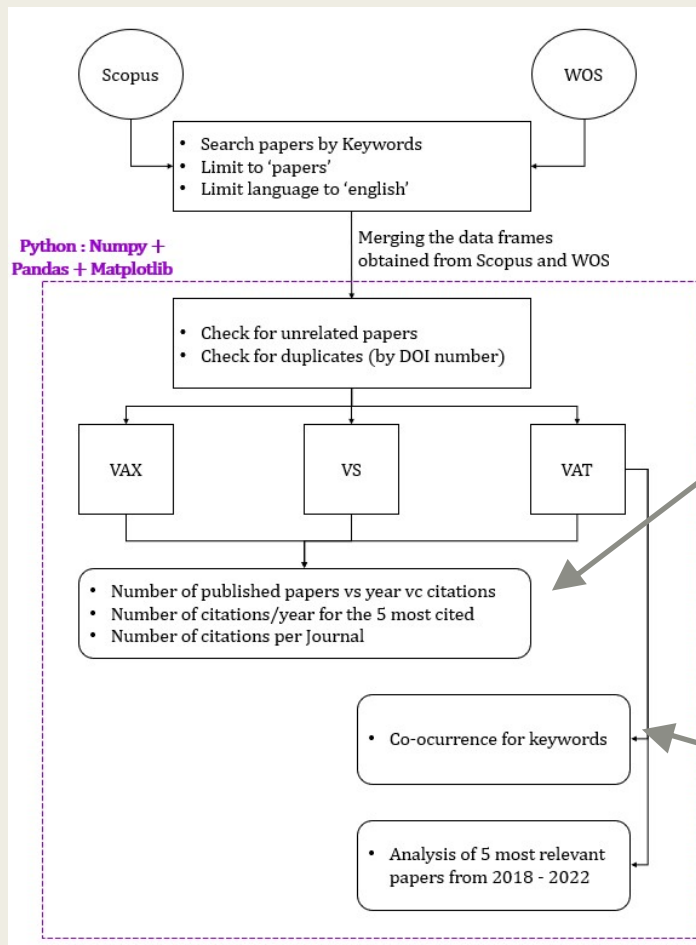 Scopus
WOS
• Search papers by Keywords
• Limit to ‘papers’
• Limit language to ‘english’
Merging the data frames
obtained from Scopus and WOS
Python : Numpy +
Pandas + Matplotlib
• Check for unrelated papers
• Check for duplicates (by DOI number)
VAX
VS
VAT
• Number of published papers vs year vc citations
• Number of citations/year for the 5 most cited
• Number of citations per Journal
• Co-ocurrence for keywords
• Analysis of 5 most relevant
papers from 2018 - 2022